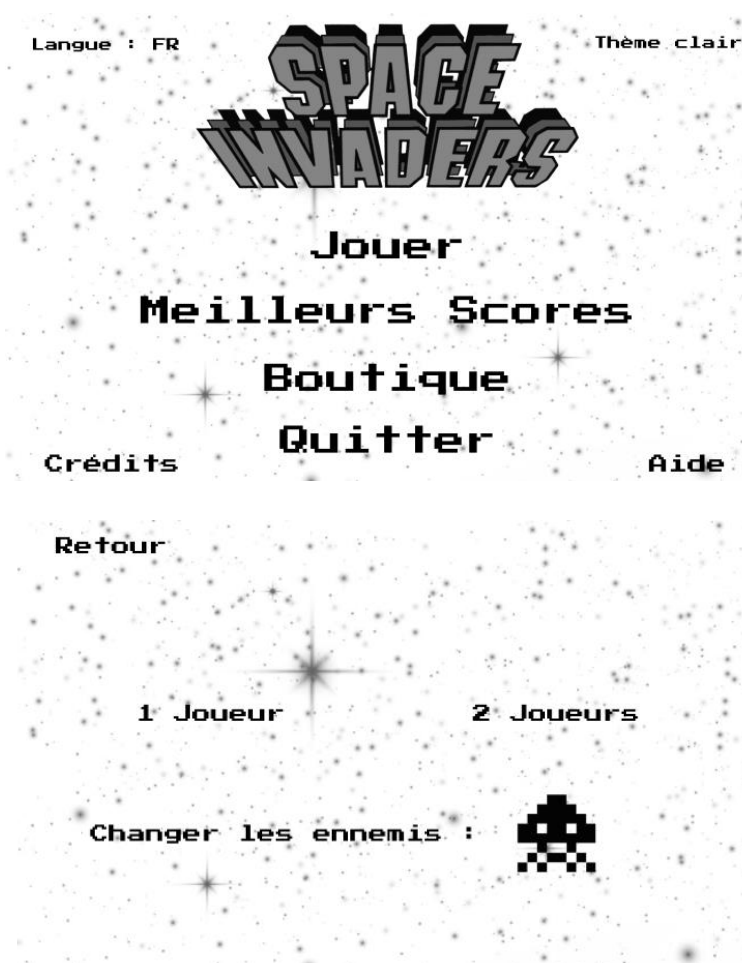 Langue : FR
Thème clair
SPACE
INVADERS
Jouer
Meilleurs Scores
Boutique
Quitter
Crédits
Aide
Retour
1 Joueur
2 Joueurs
Changer les ennemis :